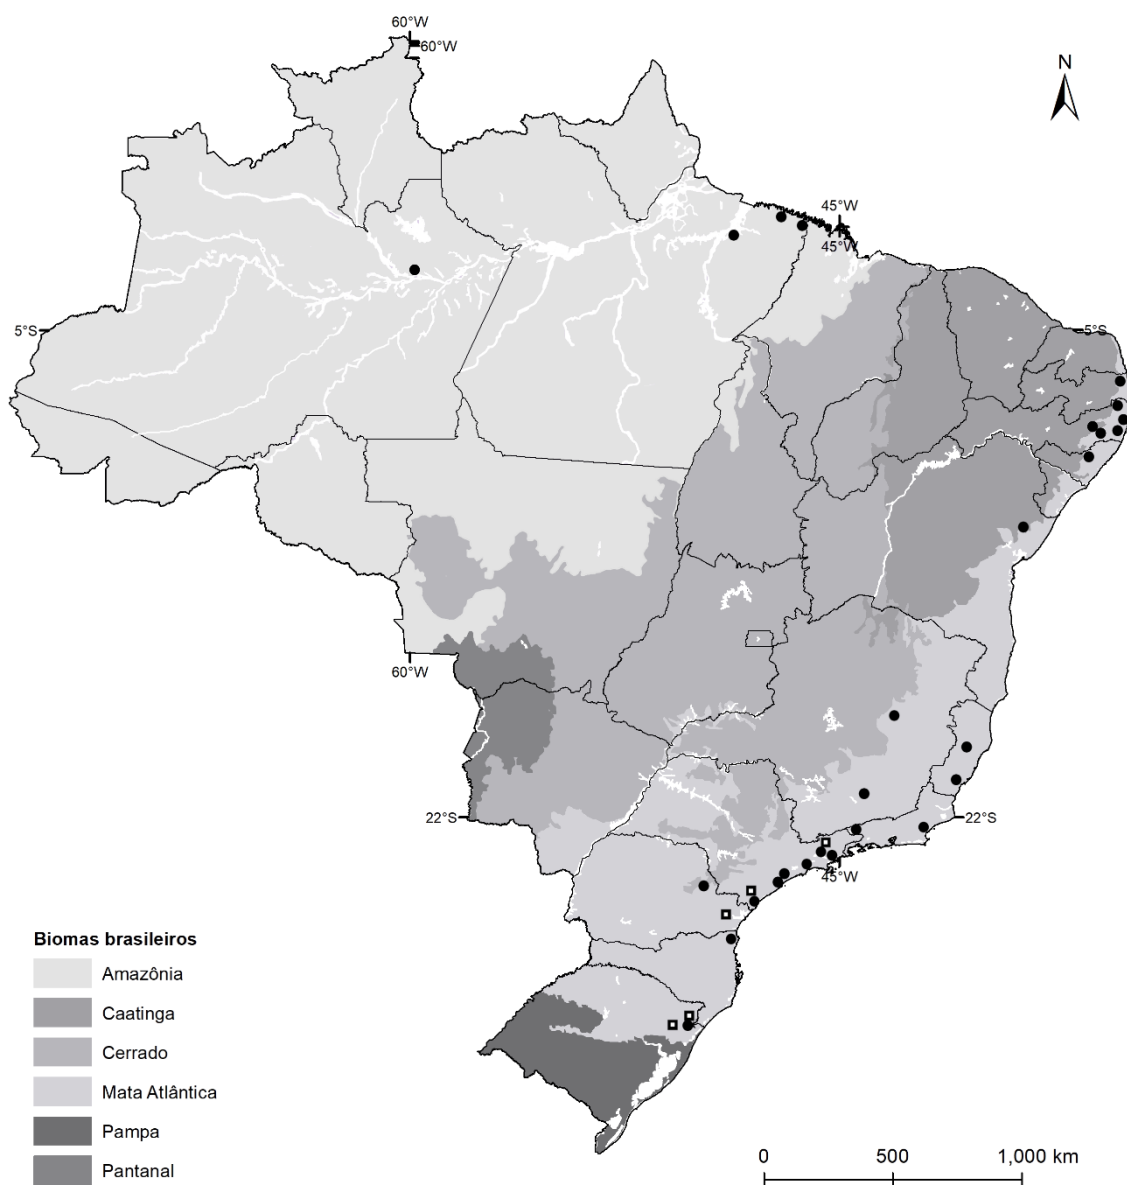 60°W
60°W
N
45°W
45°W
5°S
5°S
60°W
22°S
22°S
45°W
Biomas brasileiros
Amazônia
Caatinga
Cerrado
Mata Atlântica
Pampa
Pantanal
0 500 1,000 km